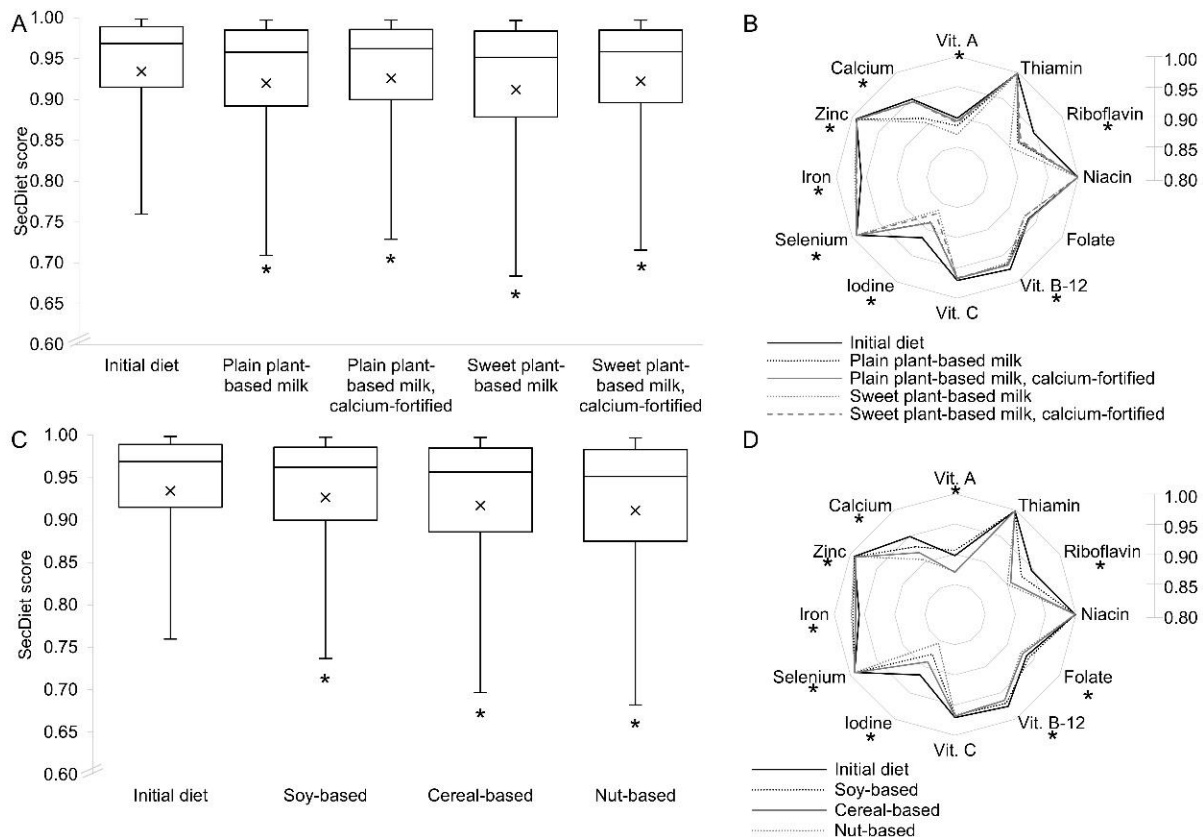 A
SecDiet score
1.00
0.95
0.90
0.85
0.80
0.75
0.70
0.65
0.60
*
*
*
*
Initial diet
Plain plant-
based milk
Plain plant-
based milk,
calcium-fortified
Sweet plant-
based milk
Sweet plant-
based milk,
calcium-fortified
B
Vit. A
*
Thiamin
Riboflavin
*
Niacin
Folate
Vit. B-12
*
Vit. C
Iodine
*
Selenium
*
Iron
*
Zinc
*
Calcium
*
1.00
0.95
0.90
0.85
0.80
Initial diet
Plain plant-based milk
Plain plant-based milk, calcium-fortified
Sweet plant-based milk
Sweet plant-based milk, calcium-fortified
C
SecDiet score
1.00
0.95
0.90
0.85
0.80
0.75
0.70
0.65
0.60
*
*
*
Initial diet
Soy-based
Cereal-based
Nut-based
D
Vit. A
*
Thiamin
Riboflavin
*
Niacin
Folate
*
Vit. B-12
*
Vit. C
Iodine
*
Selenium
*
Iron
*
Zinc
*
Calcium
*
1.00
0.95
0.90
0.85
0.80
Initial diet
Soy-based
Cereal-based
Nut-based